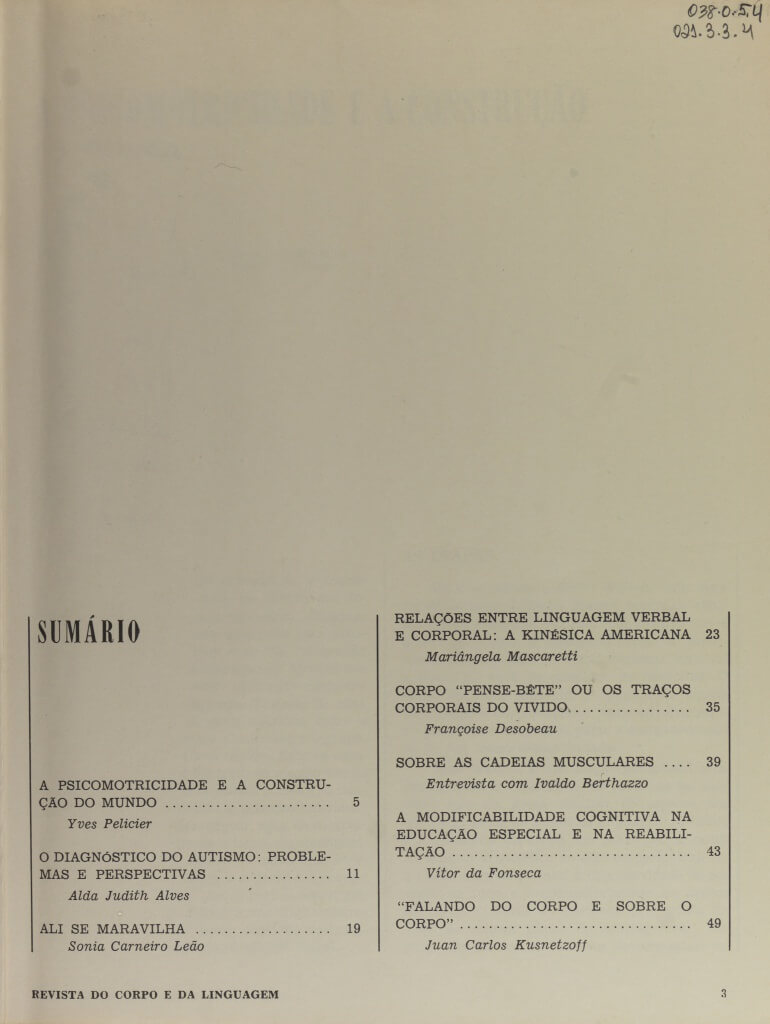 038.0.5.4
021.3.3.4
SUMÁRIO
A PSICOMOTRICIDADE E A CONSTRU-
ÇÃO DO MUNDO ....................... 5
Yves Pelicier
O DIAGNÓSTICO DO AUTISMO: PROBLE-
MAS E PERSPECTIVAS ................ 11
Alda Judith Alves
ALI SE MARAVILHA ................... 19
Sonia Carneiro Leão
RELAÇÕES ENTRE LINGUAGEM VERBAL
E CORPORAL: A KINÉSICA AMERICANA 23
Mariângela Mascaretti
CORPO “PENSE-BÊTE” OU OS TRAÇOS
CORPORAIS DO VIVIDO................. 35
Françoise Desobeau
SOBRE AS CADEIAS MUSCULARES .... 39
Entrevista com Ivaldo Berthazzo
A MODIFICABILIDADE COGNITIVA NA
EDUCAÇÃO ESPECIAL E NA REABILI-
TAÇÃO ................................. 43
Vítor da Fonseca
“FALANDO DO CORPO E SOBRE O
CORPO” ................................ 49
Juan Carlos Kusnetzoff
REVISTA DO CORPO E DA LINGUAGEM
3